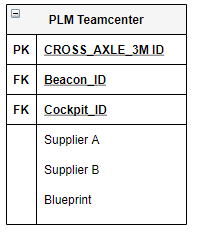 PLM Teamcenter
PK CROSS_AXLE_3M ID
FK Beacon_ID
FK Cockpit_ID
Supplier A
Supplier B
Blueprint